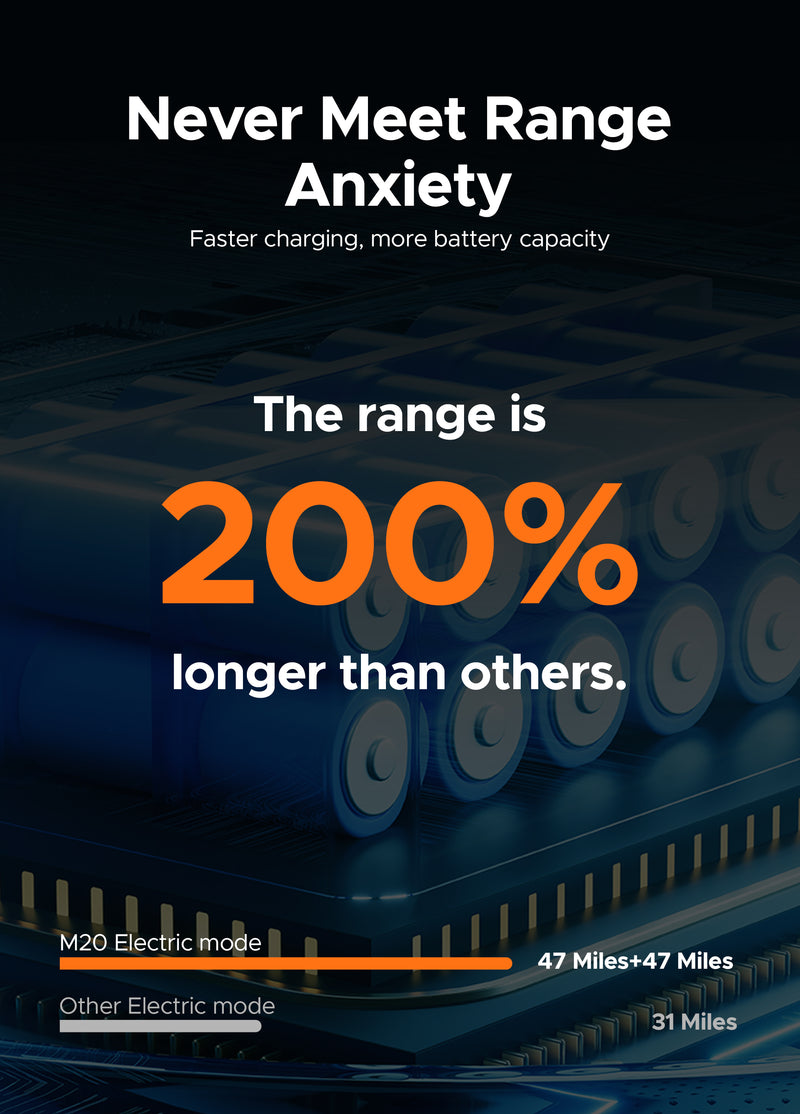 Never Meet Range
Anxiety
Faster charging, more battery capacity
The range is
200%
longer than others.
M20 Electric mode
47 Miles+47 Miles
Other Electric mode
31 Miles